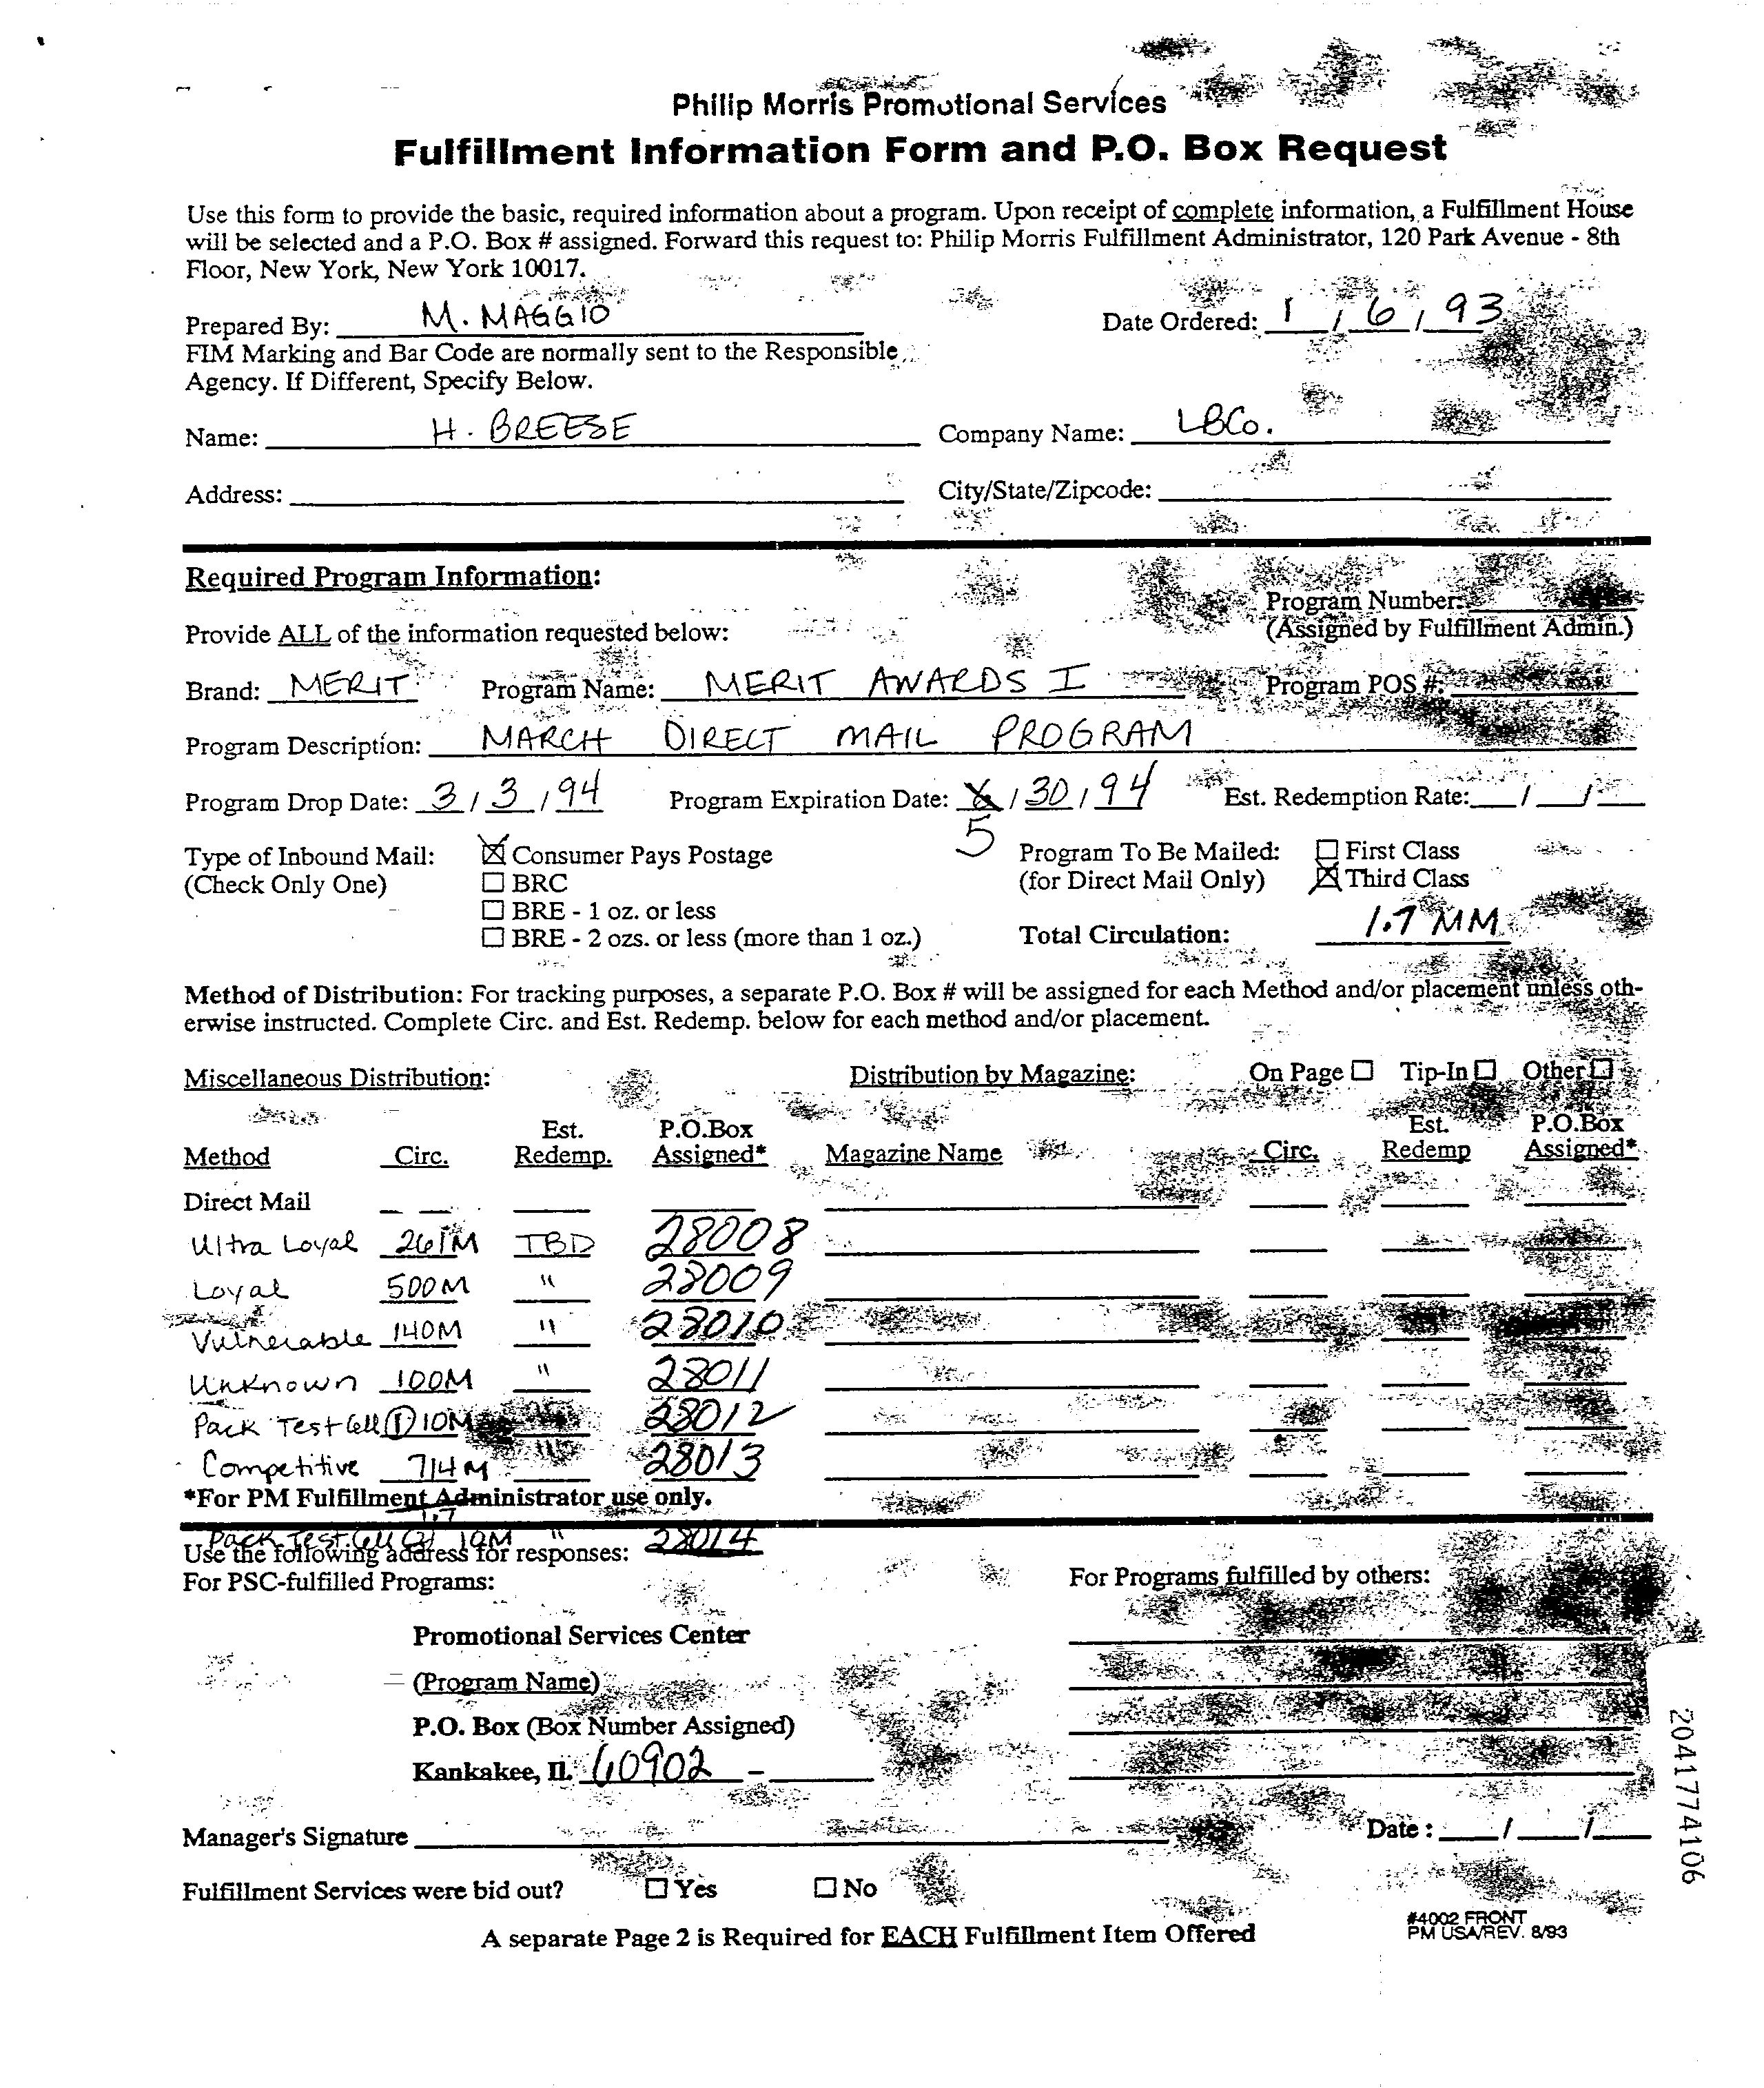 Philip Morris Promotional Services
Fulfillment Information Form and P.O. Box Request
Use this form to provide the basic, required information about a program. Upon receipt of complete information, a Fulfillment House
will be selected and a P.O. Box # assigned. Forward this request to: Philip Morris Fulfillment Administrator, 120 Park Avenue - 8th
Floor, New York, New York 10017.
Prepared By: M. MAGGIO Date Ordered: 1 / 6 / 93
FIM Marking and Bar Code are normally sent to the Responsible
Agency. If Different, Specify Below.
Name: H. BREESE Company Name: LBCo.
Address: City/State/Zipcode:
Required Program Information:
Program Number:
Provide ALL of the information requested below: (Assigned by Fulfillment Admin.)
Brand: MERIT Program Name: MERIT AWARDS I Program POS #:
Program Description: MARCH DIRECT MAIL PROGRAM
Program Drop Date: 3 / 3 / 94 Program Expiration Date: 6 / 30 / 94 Est. Redemption Rate: / /
5
Type of Inbound Mail: ☒ Consumer Pays Postage Program To Be Mailed: ☐ First Class
(Check Only One) ☐ BRC (for Direct Mail Only) ☒ Third Class
☐ BRE - 1 oz. or less
☐ BRE - 2 ozs. or less (more than 1 oz.) Total Circulation: 1.7 MM
Method of Distribution: For tracking purposes, a separate P.O. Box # will be assigned for each Method and/or placement unless oth-
erwise instructed. Complete Circ. and Est. Redemp. below for each method and/or placement.
Miscellaneous Distribution: Distribution by Magazine: On Page ☐ Tip-In ☐ Other ☐
Est. P.O.Box Est. P.O.Box
Method Circ. Redemp. Assigned* Magazine Name Circ. Redemp Assigned*
Direct Mail
Ultra Loyal 261M TBD 28008
Loyal 500M " 28009
Vulnerable 140M " 28010
Unknown 100M " 28011
Pack Test Cell ① 10M 28012
Competitive 714M " 28013
*For PM Fulfillment Administrator use only.
1.7
Pack Test Cell (2) 10M " 28014
Use the following address for responses:
For PSC-fulfilled Programs: For Programs fulfilled by others:
Promotional Services Center
(Program Name)
P.O. Box (Box Number Assigned)
Kankakee, Il. 60902 -
Manager's Signature Date : / /
Fulfillment Services were bid out? ☐ Yes ☐ No
A separate Page 2 is Required for EACH Fulfillment Item Offered
#4002 FRONT
PM USA/REV. 8/93
2041774106